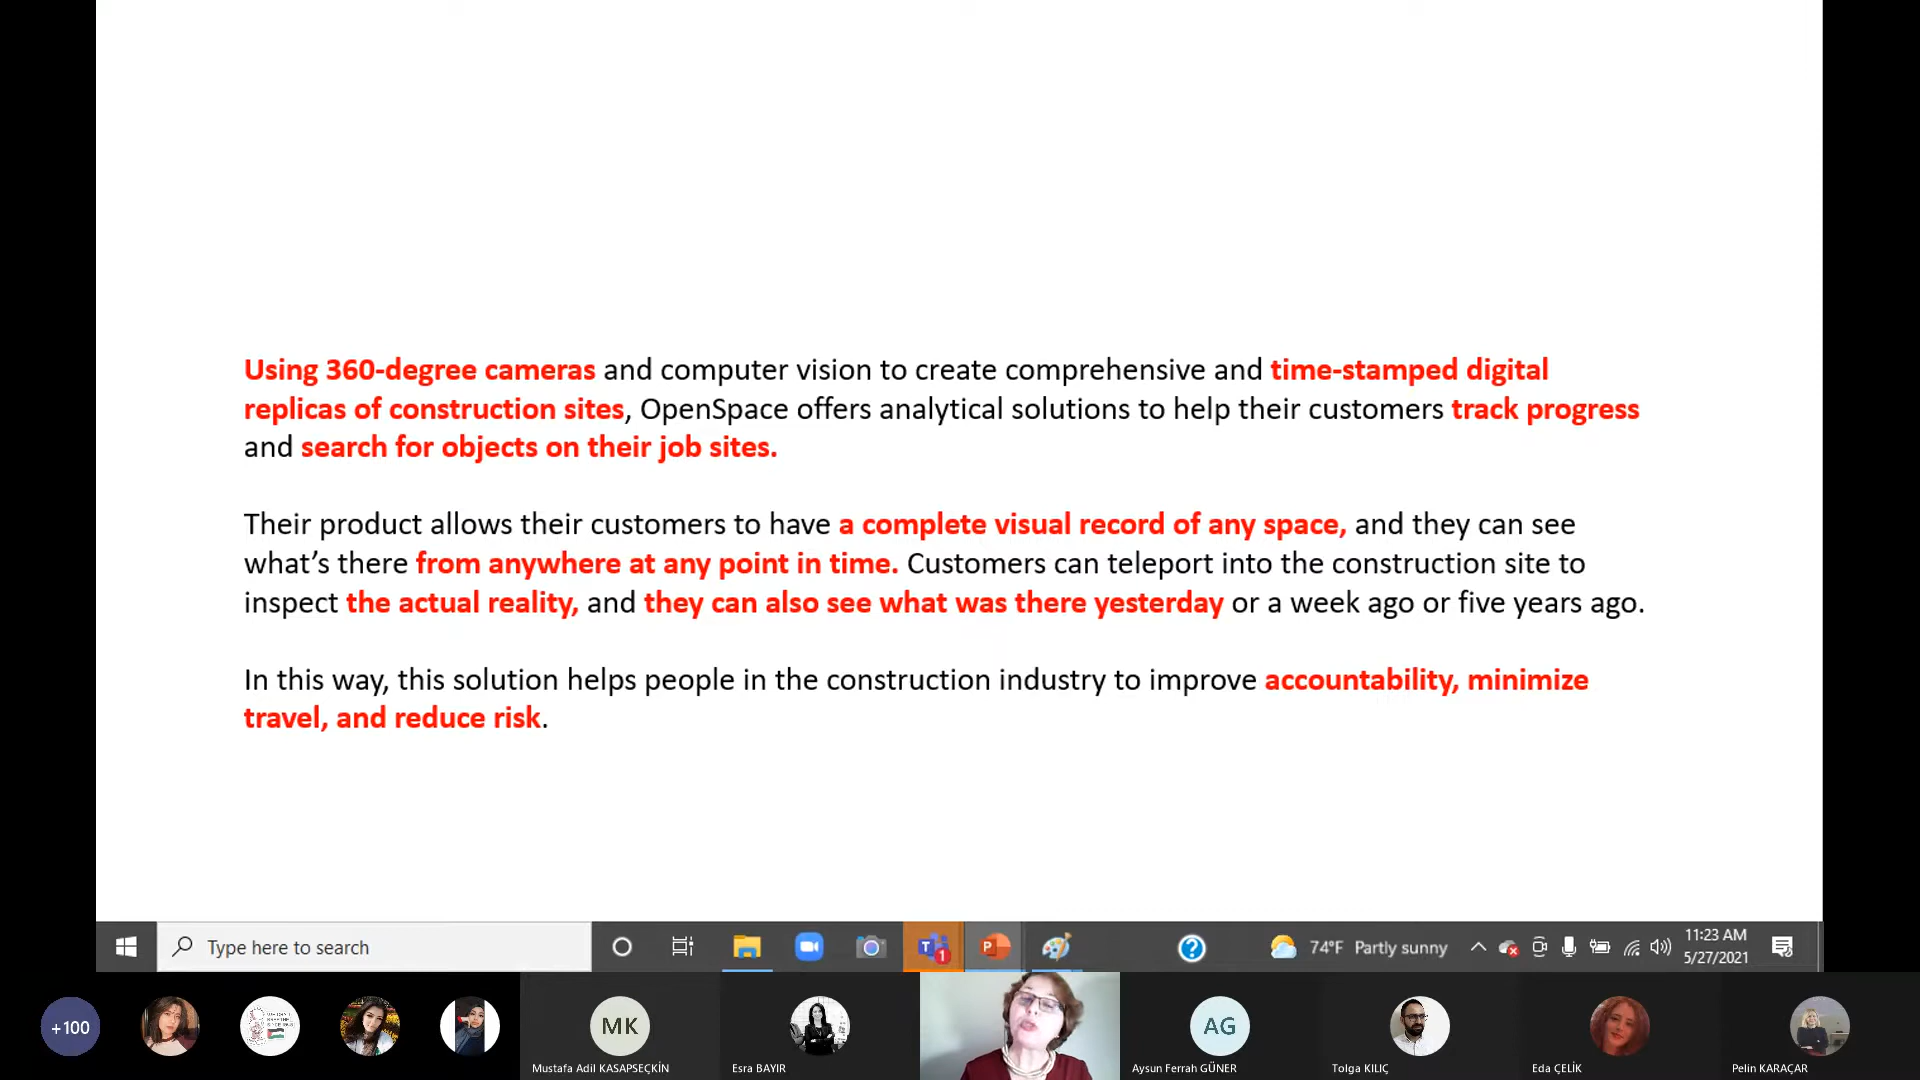 Using 360-degree cameras and computer vision to create comprehensive and time-stamped digital
replicas of construction sites, OpenSpace offers analytical solutions to help their customers track progress
and search for objects on their job sites.
Their product allows their customers to have a complete visual record of any space, and they can see
what’s there from anywhere at any point in time. Customers can teleport into the construction site to
inspect the actual reality, and they can also see what was there yesterday or a week ago or five years ago.
In this way, this solution helps people in the construction industry to improve accountability, minimize
travel, and reduce risk.
Type here to search
T
1
P
?
74°F Partly sunny
11:23 AM
5/27/2021
+100
MK
AG
Mustafa Adil KASAPSEÇKİN
Esra BAYIR
Aysun Ferrah GÜNER
Tolga KILIÇ
Eda ÇELİK
Pelin KARAÇAR